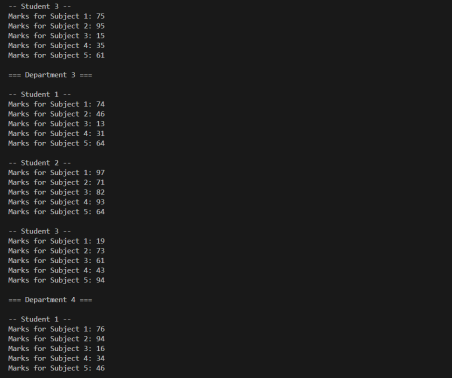 -- Student 3 --
Marks for Subject 1: 75
Marks for Subject 2: 95
Marks for Subject 3: 15
Marks for Subject 4: 35
Marks for Subject 5: 61
=== Department 3 ===
-- Student 1 --
Marks for Subject 1: 74
Marks for Subject 2: 46
Marks for Subject 3: 13
Marks for Subject 4: 31
Marks for Subject 5: 64
-- Student 2 --
Marks for Subject 1: 97
Marks for Subject 2: 71
Marks for Subject 3: 82
Marks for Subject 4: 93
Marks for Subject 5: 64
-- Student 3 --
Marks for Subject 1: 19
Marks for Subject 2: 73
Marks for Subject 3: 61
Marks for Subject 4: 43
Marks for Subject 5: 94
=== Department 4 ===
-- Student 1 --
Marks for Subject 1: 76
Marks for Subject 2: 94
Marks for Subject 3: 16
Marks for Subject 4: 34
Marks for Subject 5: 46